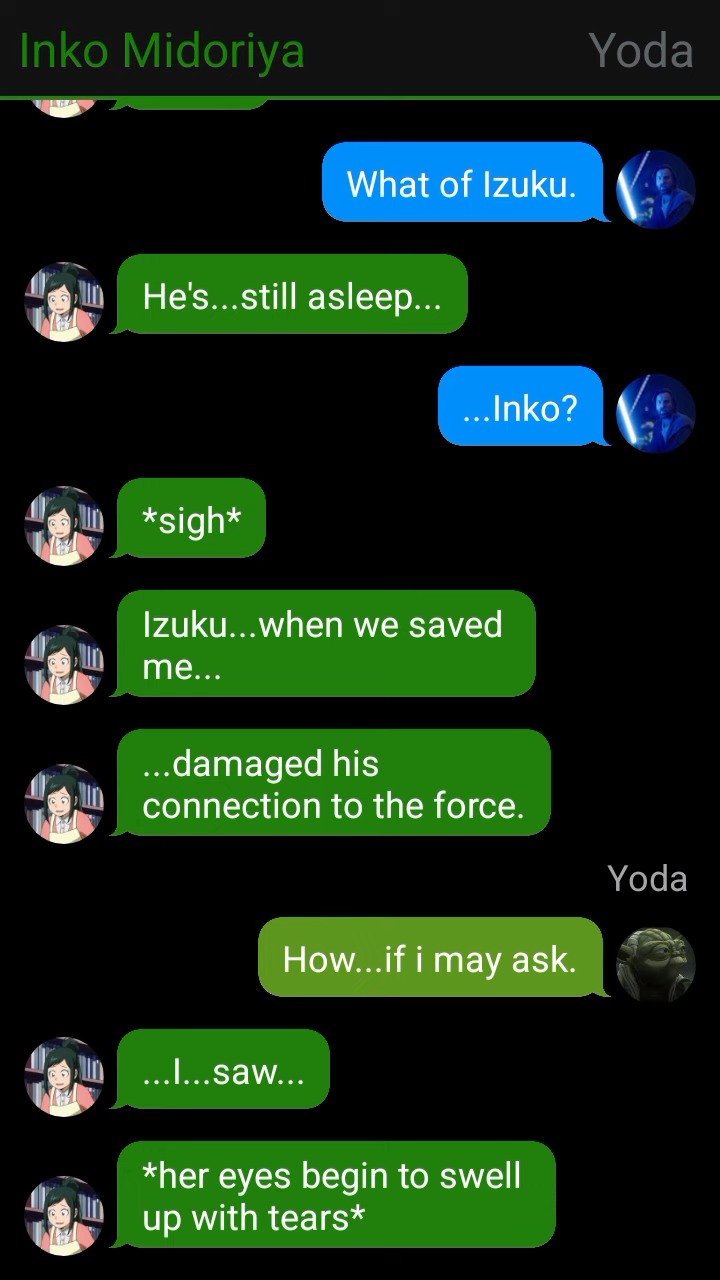 Inko Midoriya
Yoda
What of Izuku.
He's...still asleep...
...Inko?
*sigh*
Izuku...when we saved
me...
...damaged his
connection to the force.
Yoda
How...if i may ask.
...I...saw...
*her eyes begin to swell
up with tears*